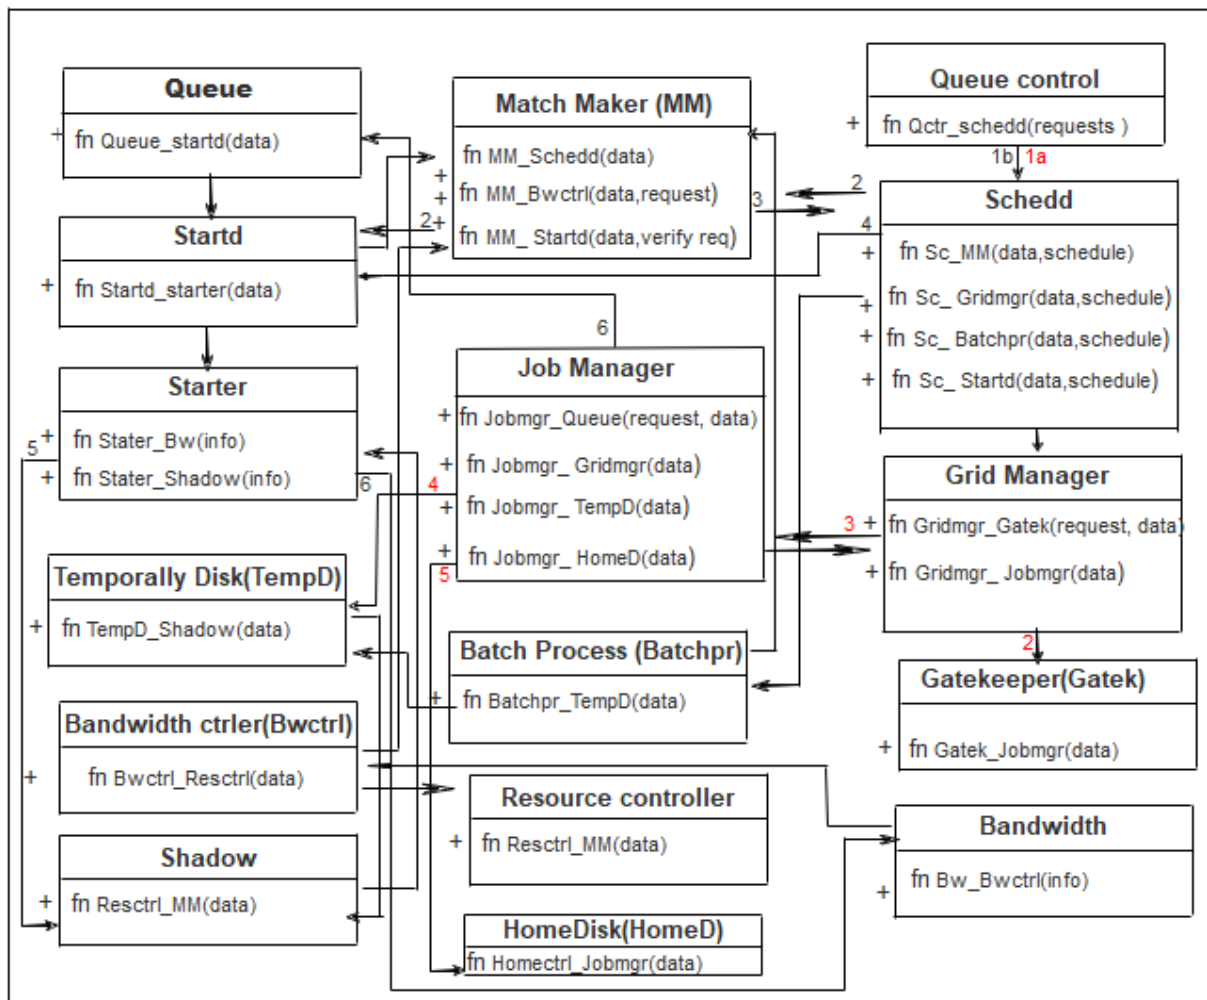 Queue
+ fn Queue_startd(data)
Match Maker (MM)
fn MM_Schedd(data)
+
+ fn MM_Bwctrl(data,request)
+ fn MM_ Startd(data,verify req)
Queue control
+ fn Qctr_schedd(requests )
1b 1a
2
3
2
Schedd
4
+ fn Sc_MM(data,schedule)
+ fn Sc_ Gridmgr(data,schedule)
+ fn Sc_ Batchpr(data,schedule)
+ fn Sc_ Startd(data,schedule)
Startd
+ fn Startd_starter(data)
6
Starter
+ fn Stater_Bw(info)
+ fn Stater_Shadow(info)
5
6
Job Manager
+ fn Jobmgr_Queue(request, data)
+ fn Jobmgr_ Gridmgr(data)
4
+ fn Jobmgr_ TempD(data)
+ fn Jobmgr_ HomeD(data)
5
Grid Manager
3 + fn Gridmgr_Gatek(request, data)
+ fn Gridmgr_ Jobmgr(data)
2
Temporally Disk(TempD)
+ fn TempD_Shadow(data)
Batch Process (Batchpr)
+ fn Batchpr_TempD(data)
Gatekeeper(Gatek)
+ fn Gatek_Jobmgr(data)
Bandwidth ctrler(Bwctrl)
+ fn Bwctrl_Resctrl(data)
Resource controller
+ fn Resctrl_MM(data)
Bandwidth
+ fn Bw_Bwctrl(info)
Shadow
+ fn Resctrl_MM(data)
HomeDisk(HomeD)
fn Homectrl_Jobmgr(data)